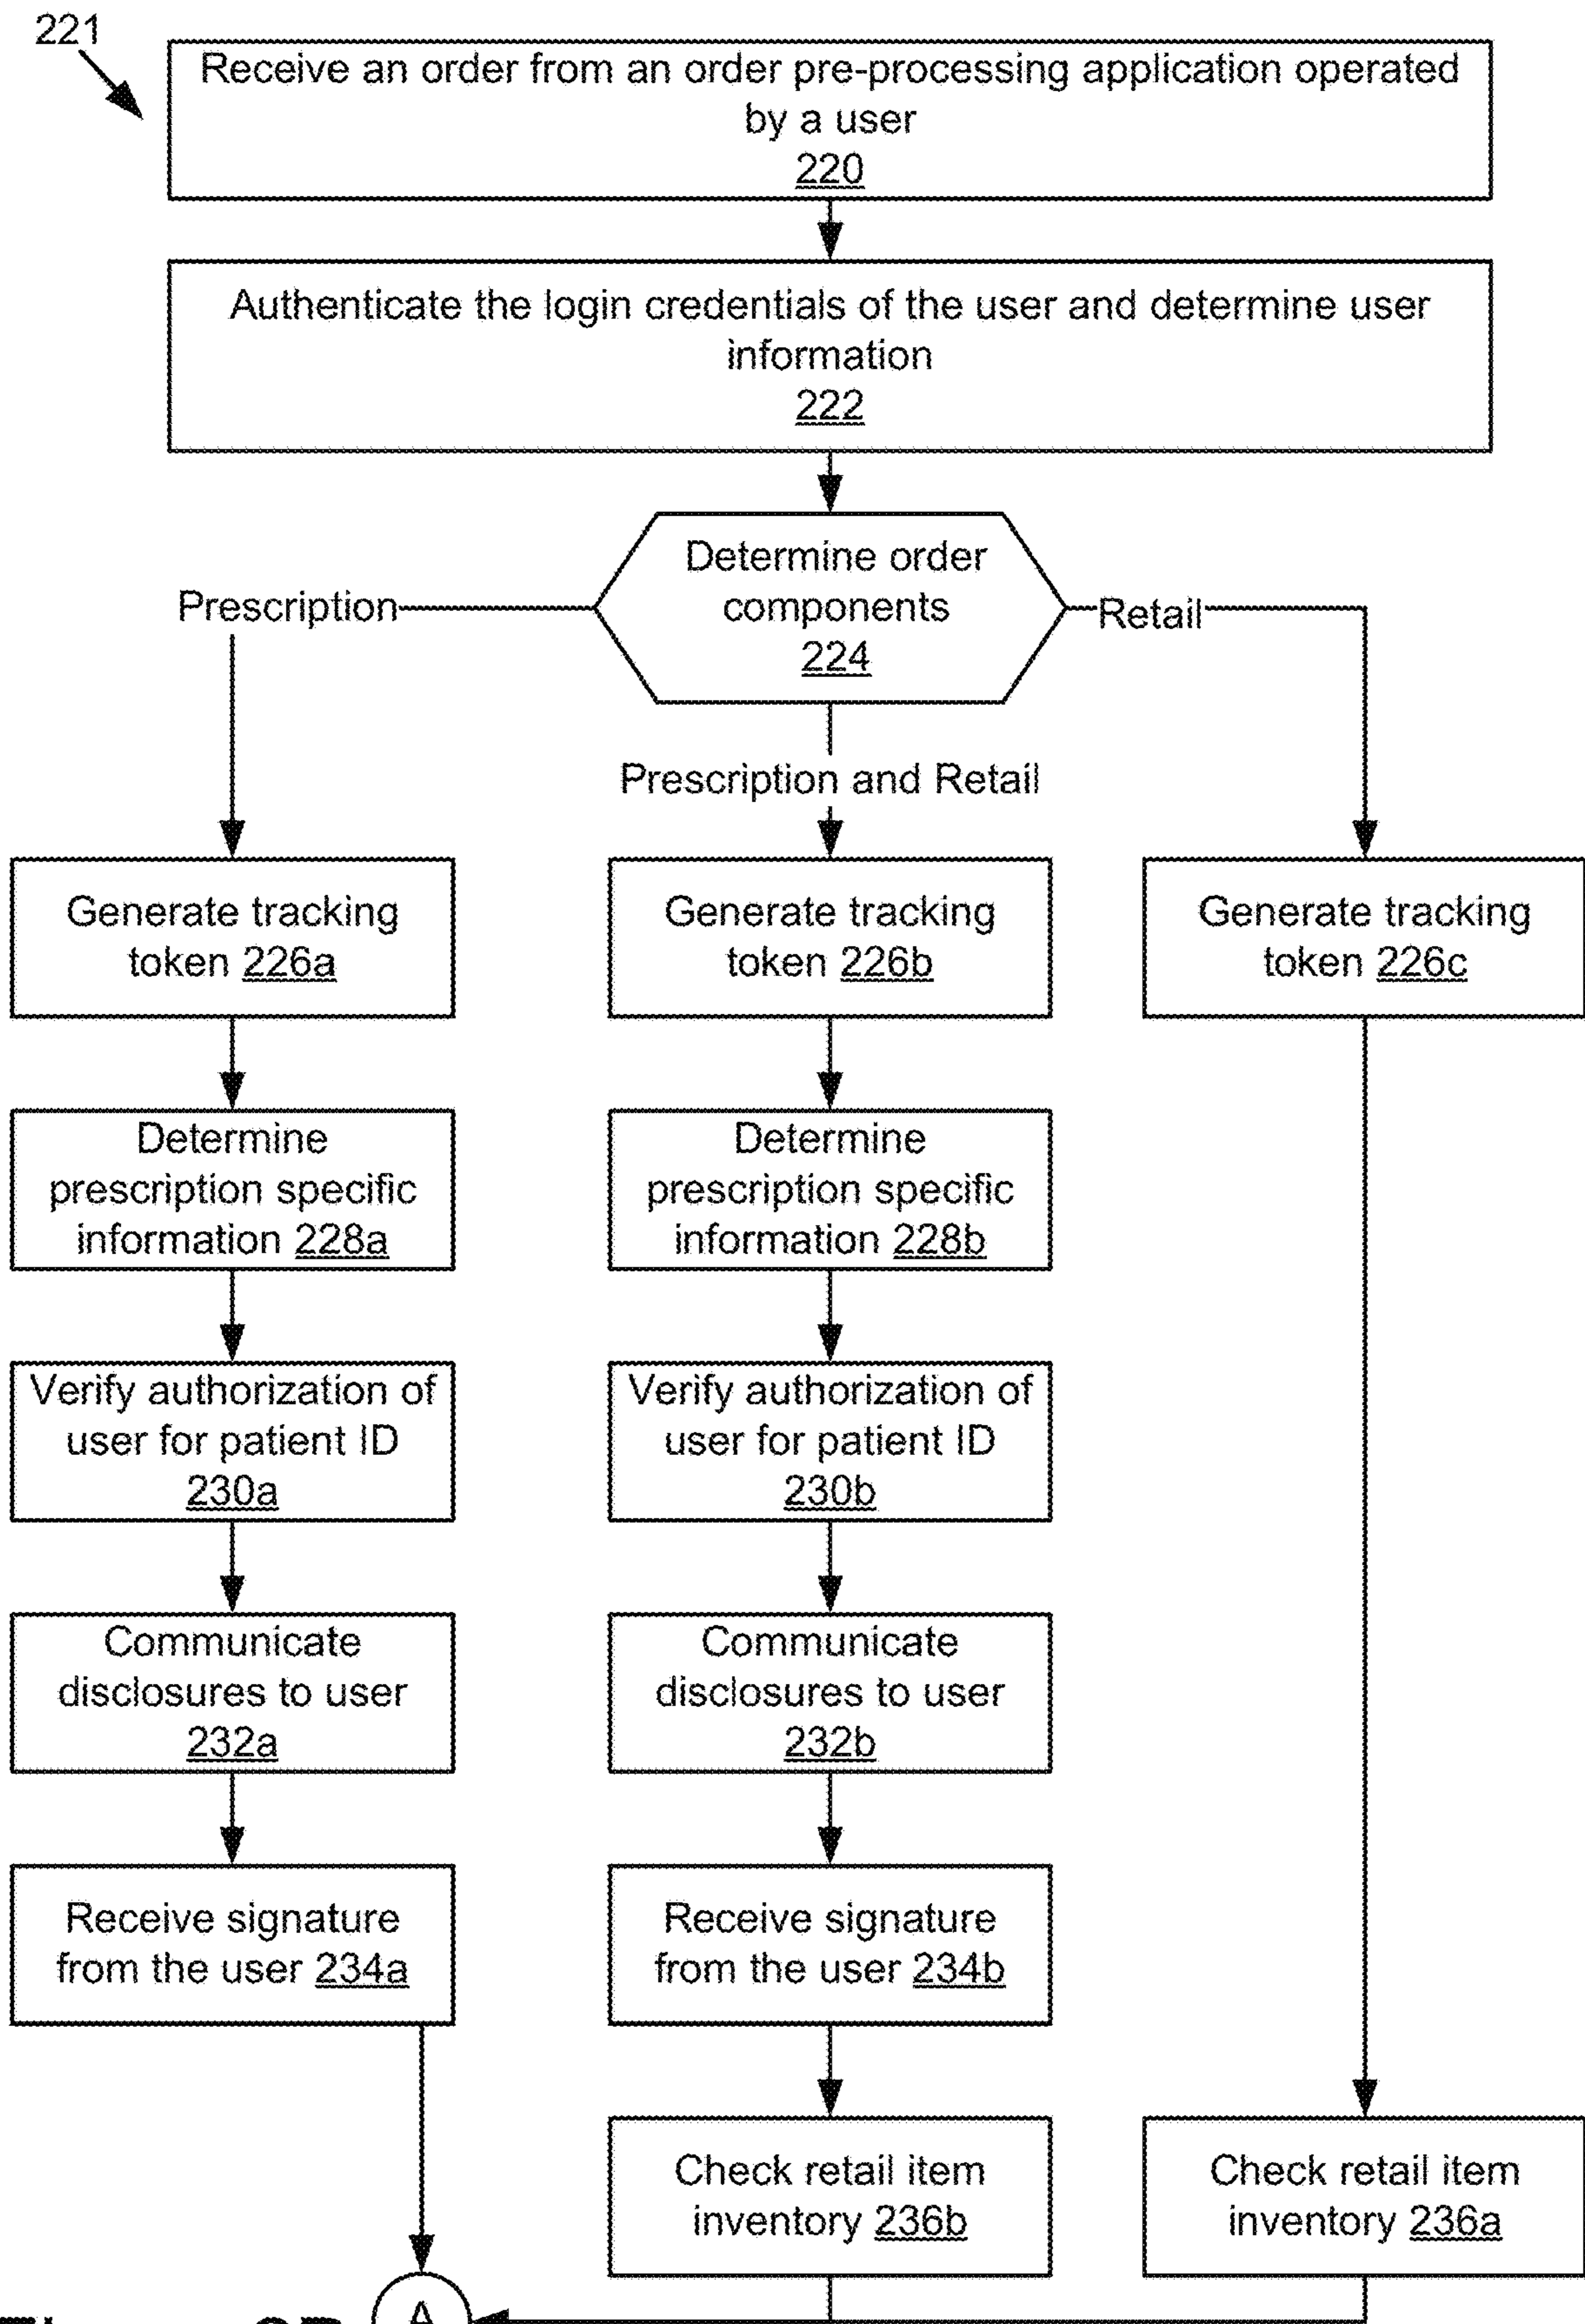 221
Receive an order from an order pre-processing application operated
by a user
220
Authenticate the login credentials of the user and determine user
information
222
Determine order
components
224
Prescription
Retail
Prescription and Retail
Generate tracking
token 226a
Generate tracking
token 226b
Generate tracking
token 226c
Determine
prescription specific
information 228a
Determine
prescription specific
information 228b
Verify authorization of
user for patient ID
230a
Verify authorization of
user for patient ID
230b
Communicate
disclosures to user
232a
Communicate
disclosures to user
232b
Receive signature
from the user 234a
Receive signature
from the user 234b
Check retail item
inventory 236b
Check retail item
inventory 236a
A